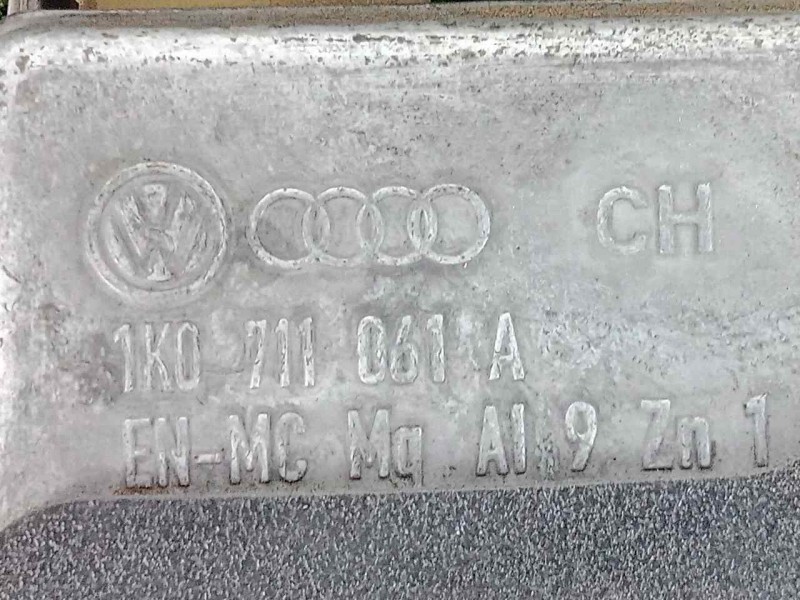 CH
1K0 711 061 A
EN-MC Mg Al 9 Zn 1